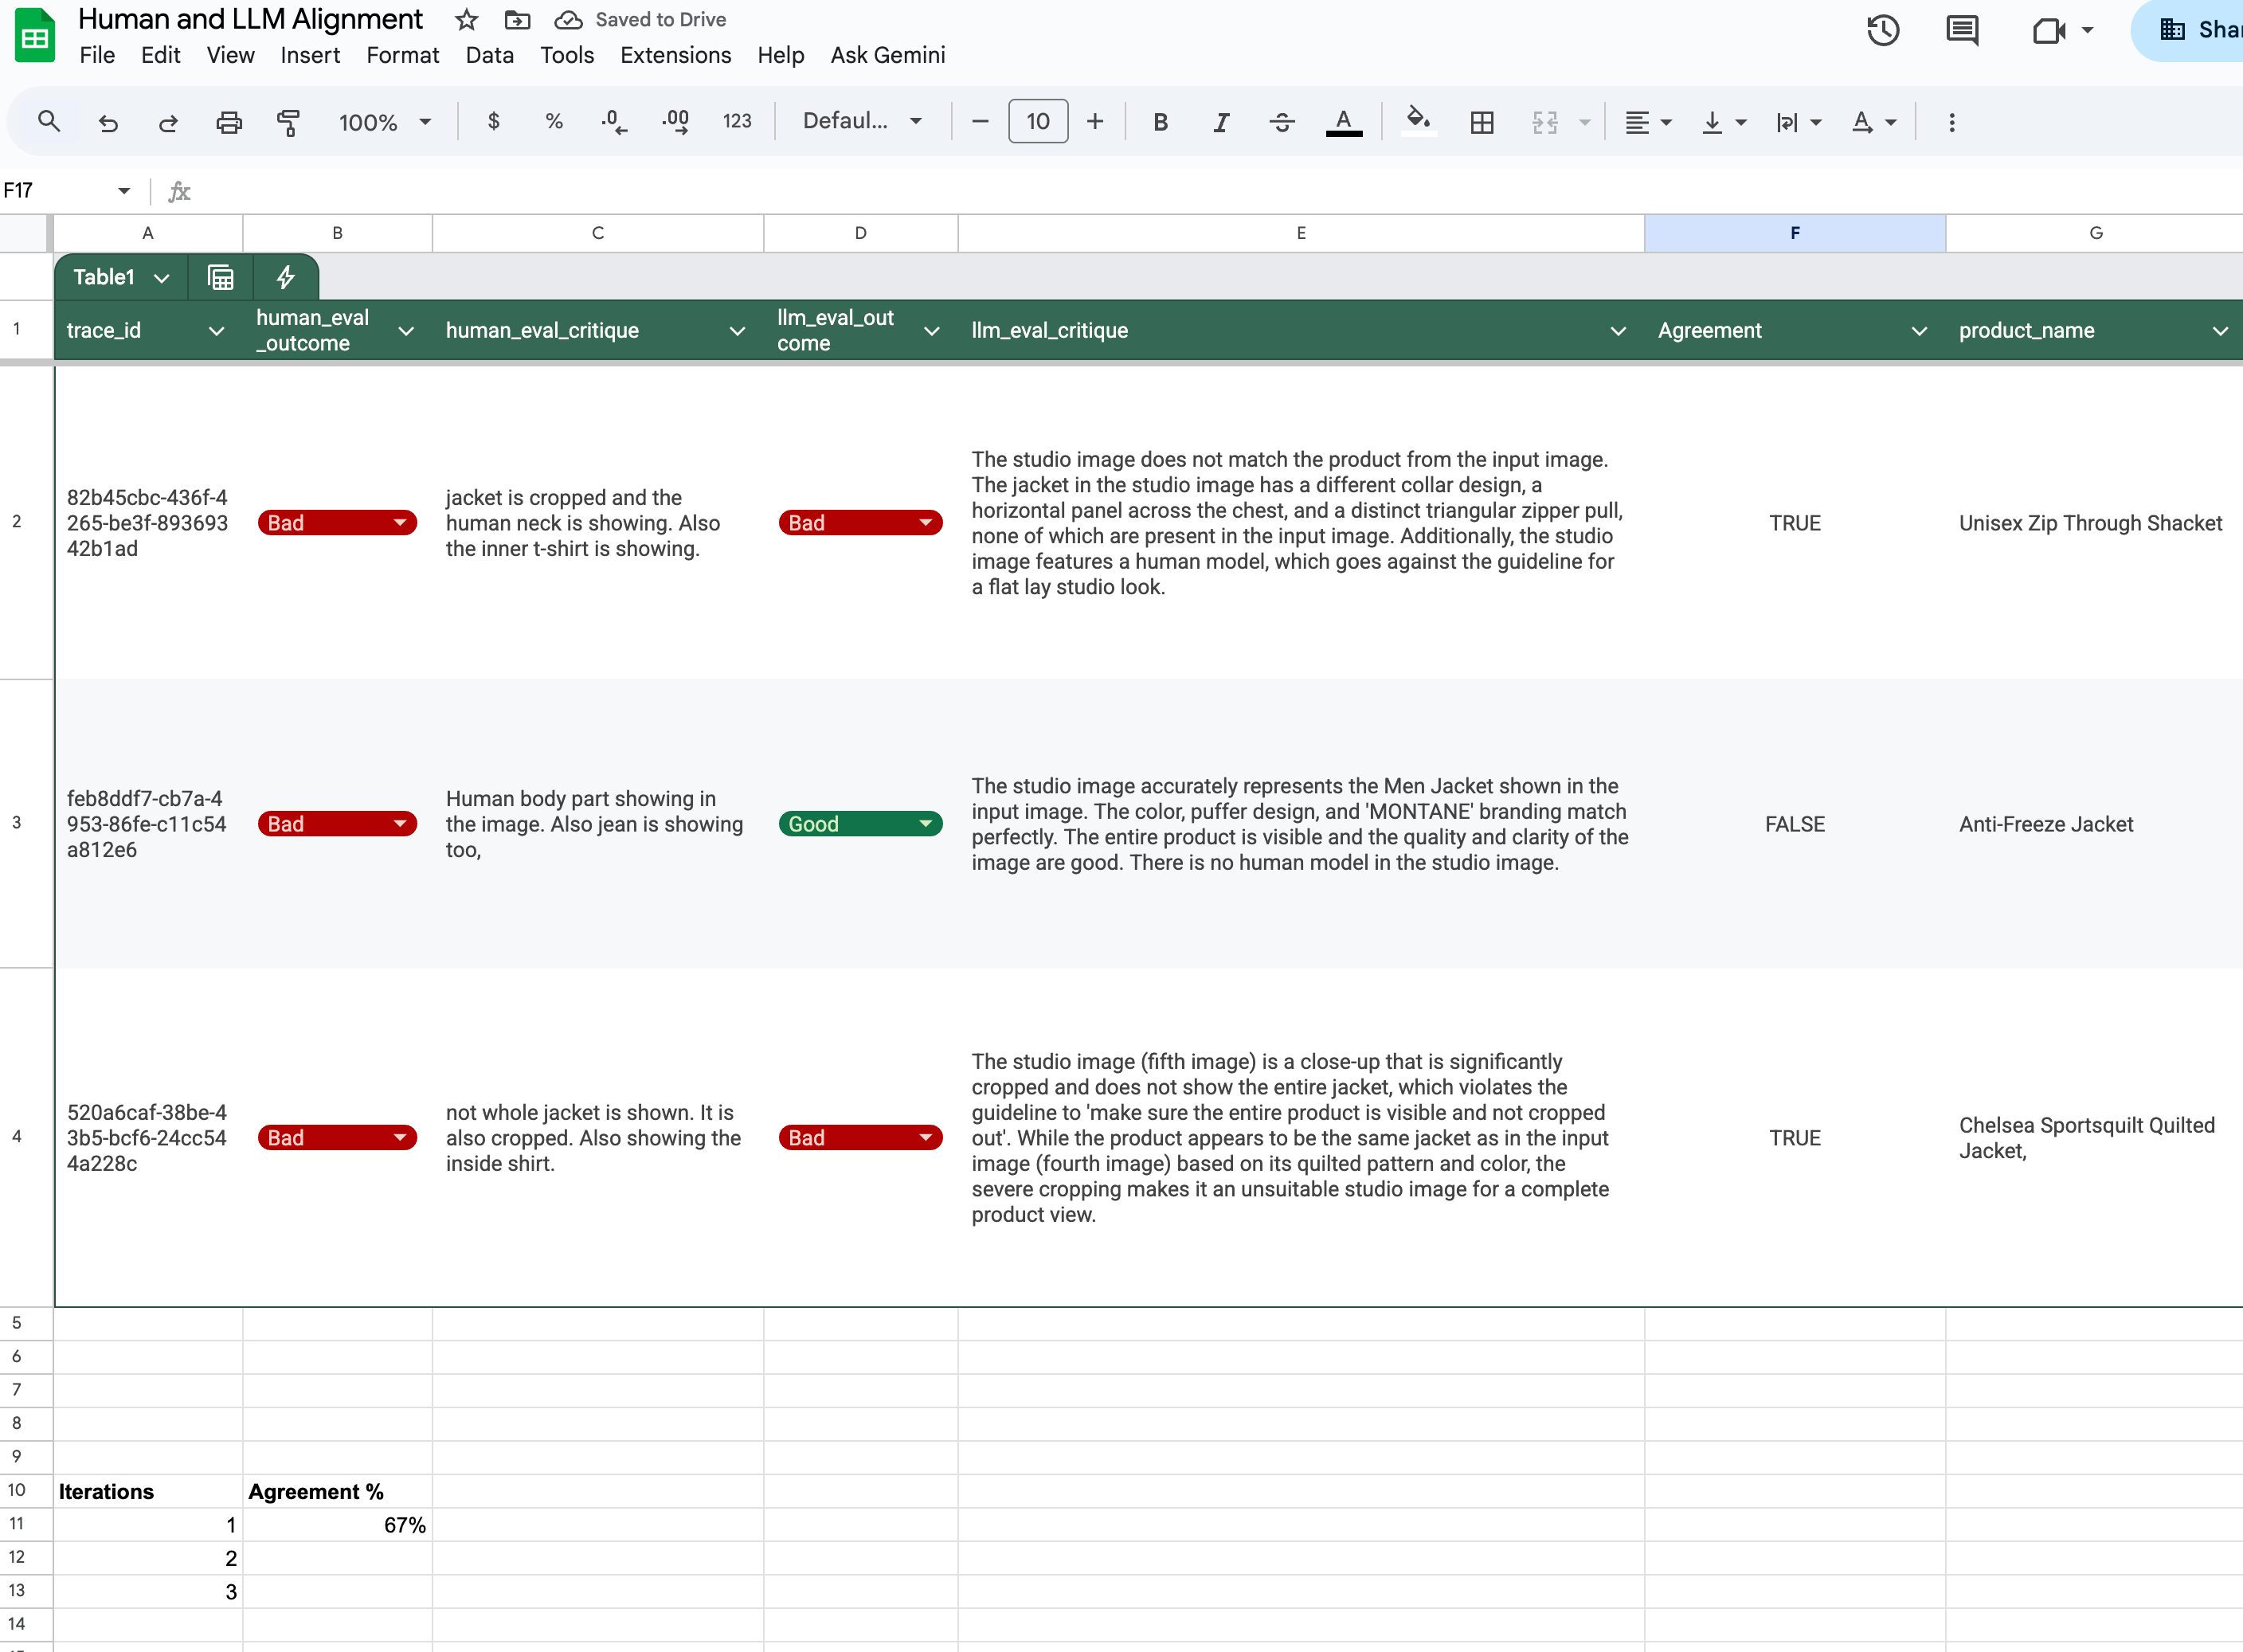 Human and LLM Alignment Saved to Drive
File Edit View Insert Format Data Tools Extensions Help Ask Gemini
Shar
100% $ % .0 .00 123 Defaul... − 10 + B I S A A
F17 fx
A B C D E F G
Table1
1 trace_id human_eval_outcome human_eval_critique llm_eval_outcome llm_eval_critique Agreement product_name
2
82b45cbc-436f-4
265-be3f-893693
42b1ad
Bad
jacket is cropped and the
human neck is showing. Also
the inner t-shirt is showing.
Bad
The studio image does not match the product from the input image.
The jacket in the studio image has a different collar design, a
horizontal panel across the chest, and a distinct triangular zipper pull,
none of which are present in the input image. Additionally, the studio
image features a human model, which goes against the guideline for
a flat lay studio look.
TRUE
Unisex Zip Through Shacket
3
feb8ddf7-cb7a-4
953-86fe-c11c54
a812e6
Bad
Human body part showing in
the image. Also jean is showing
too,
Good
The studio image accurately represents the Men Jacket shown in the
input image. The color, puffer design, and 'MONTANE' branding match
perfectly. The entire product is visible and the quality and clarity of the
image are good. There is no human model in the studio image.
FALSE
Anti-Freeze Jacket
4
520a6caf-38be-4
3b5-bcf6-24cc54
4a228c
Bad
not whole jacket is shown. It is
also cropped. Also showing the
inside shirt.
Bad
The studio image (fifth image) is a close-up that is significantly
cropped and does not show the entire jacket, which violates the
guideline to 'make sure the entire product is visible and not cropped
out'. While the product appears to be the same jacket as in the input
image (fourth image) based on its quilted pattern and color, the
severe cropping makes it an unsuitable studio image for a complete
product view.
TRUE
Chelsea Sportsquilt Quilted
Jacket,
5
6
7
8
9
10 Iterations Agreement %
11 1 67%
12 2
13 3
14